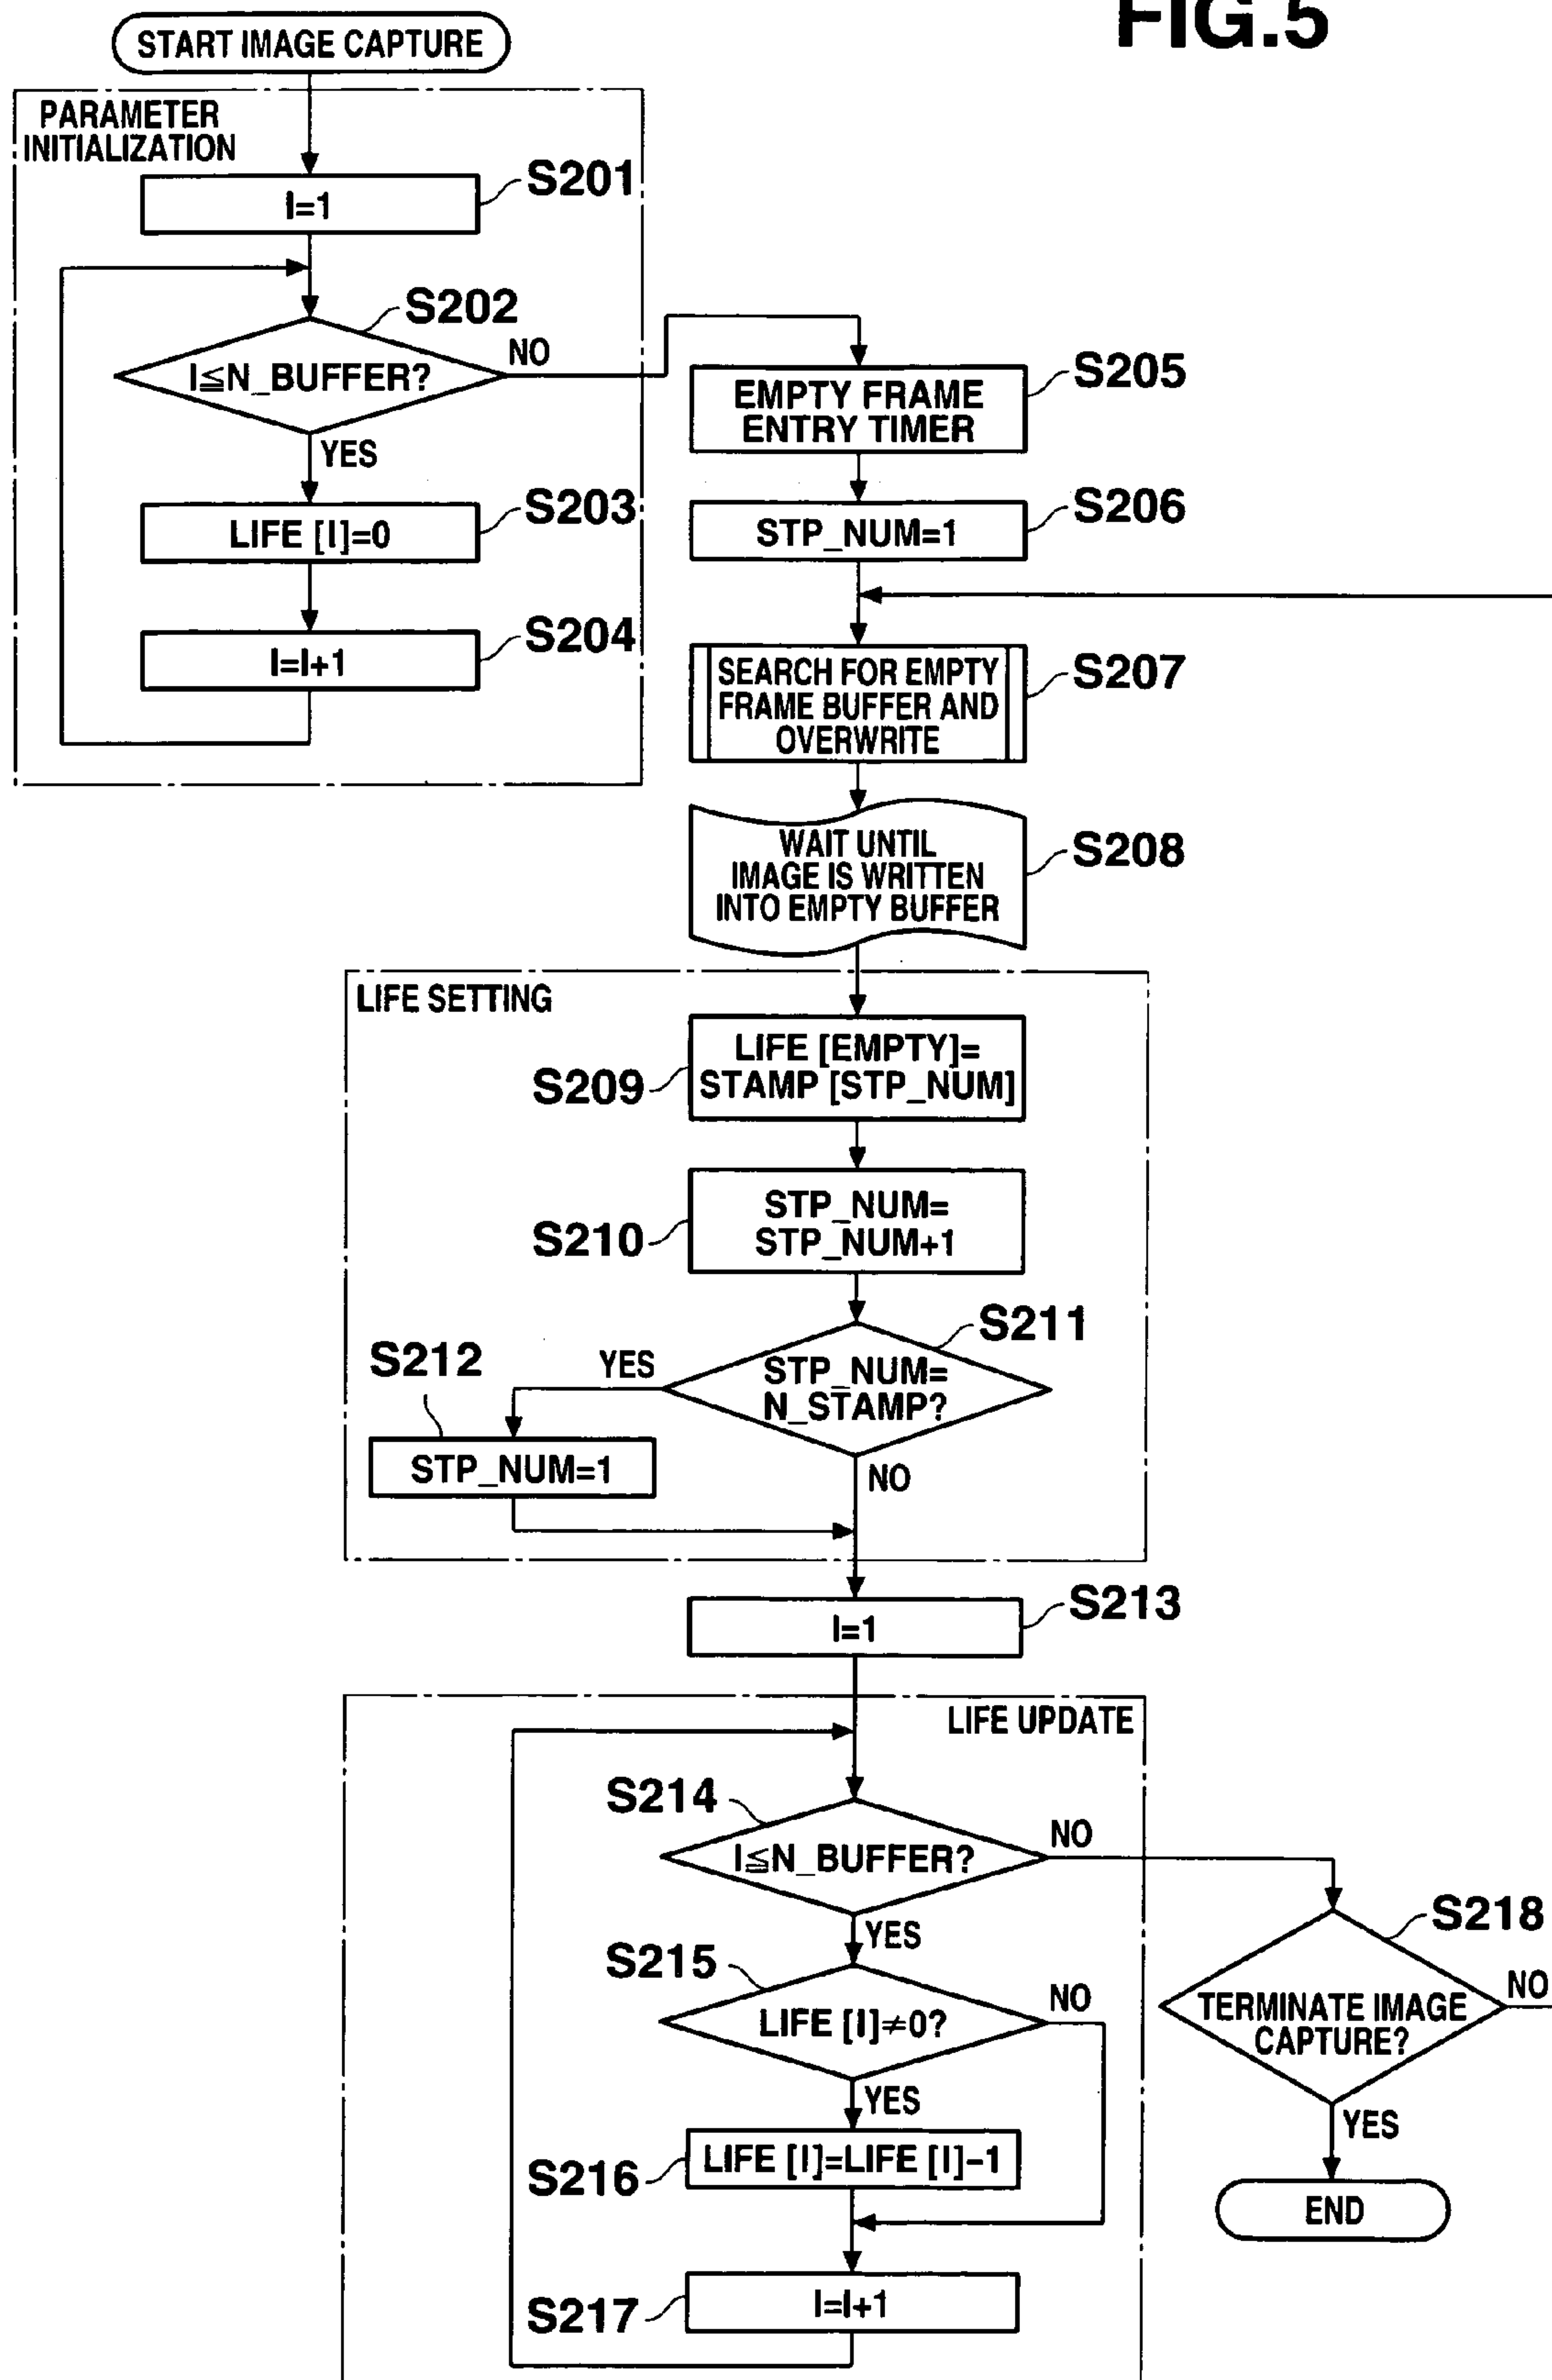 FIG.5
START IMAGE CAPTURE
PARAMETER
INITIALIZATION
S201
I=1
S202
I≦N_BUFFER?
NO
YES
S203
LIFE [I]=0
S204
I=I+1
S205
EMPTY FRAME
ENTRY TIMER
S206
STP_NUM=1
S207
SEARCH FOR EMPTY
FRAME BUFFER AND
OVERWRITE
S208
WAIT UNTIL
IMAGE IS WRITTEN
INTO EMPTY BUFFER
LIFE SETTING
S209
LIFE [EMPTY]=
STAMP [STP_NUM]
S210
STP_NUM=
STP_NUM+1
S211
STP_NUM=
N_STAMP?
YES
S212
STP_NUM=1
NO
S213
I=1
LIFE UPDATE
S214
I≦N_BUFFER?
NO
YES
S215
LIFE [I]≠0?
NO
YES
S216
LIFE [I]=LIFE [I]−1
S217
I=I+1
S218
TERMINATE IMAGE
CAPTURE?
NO
YES
END